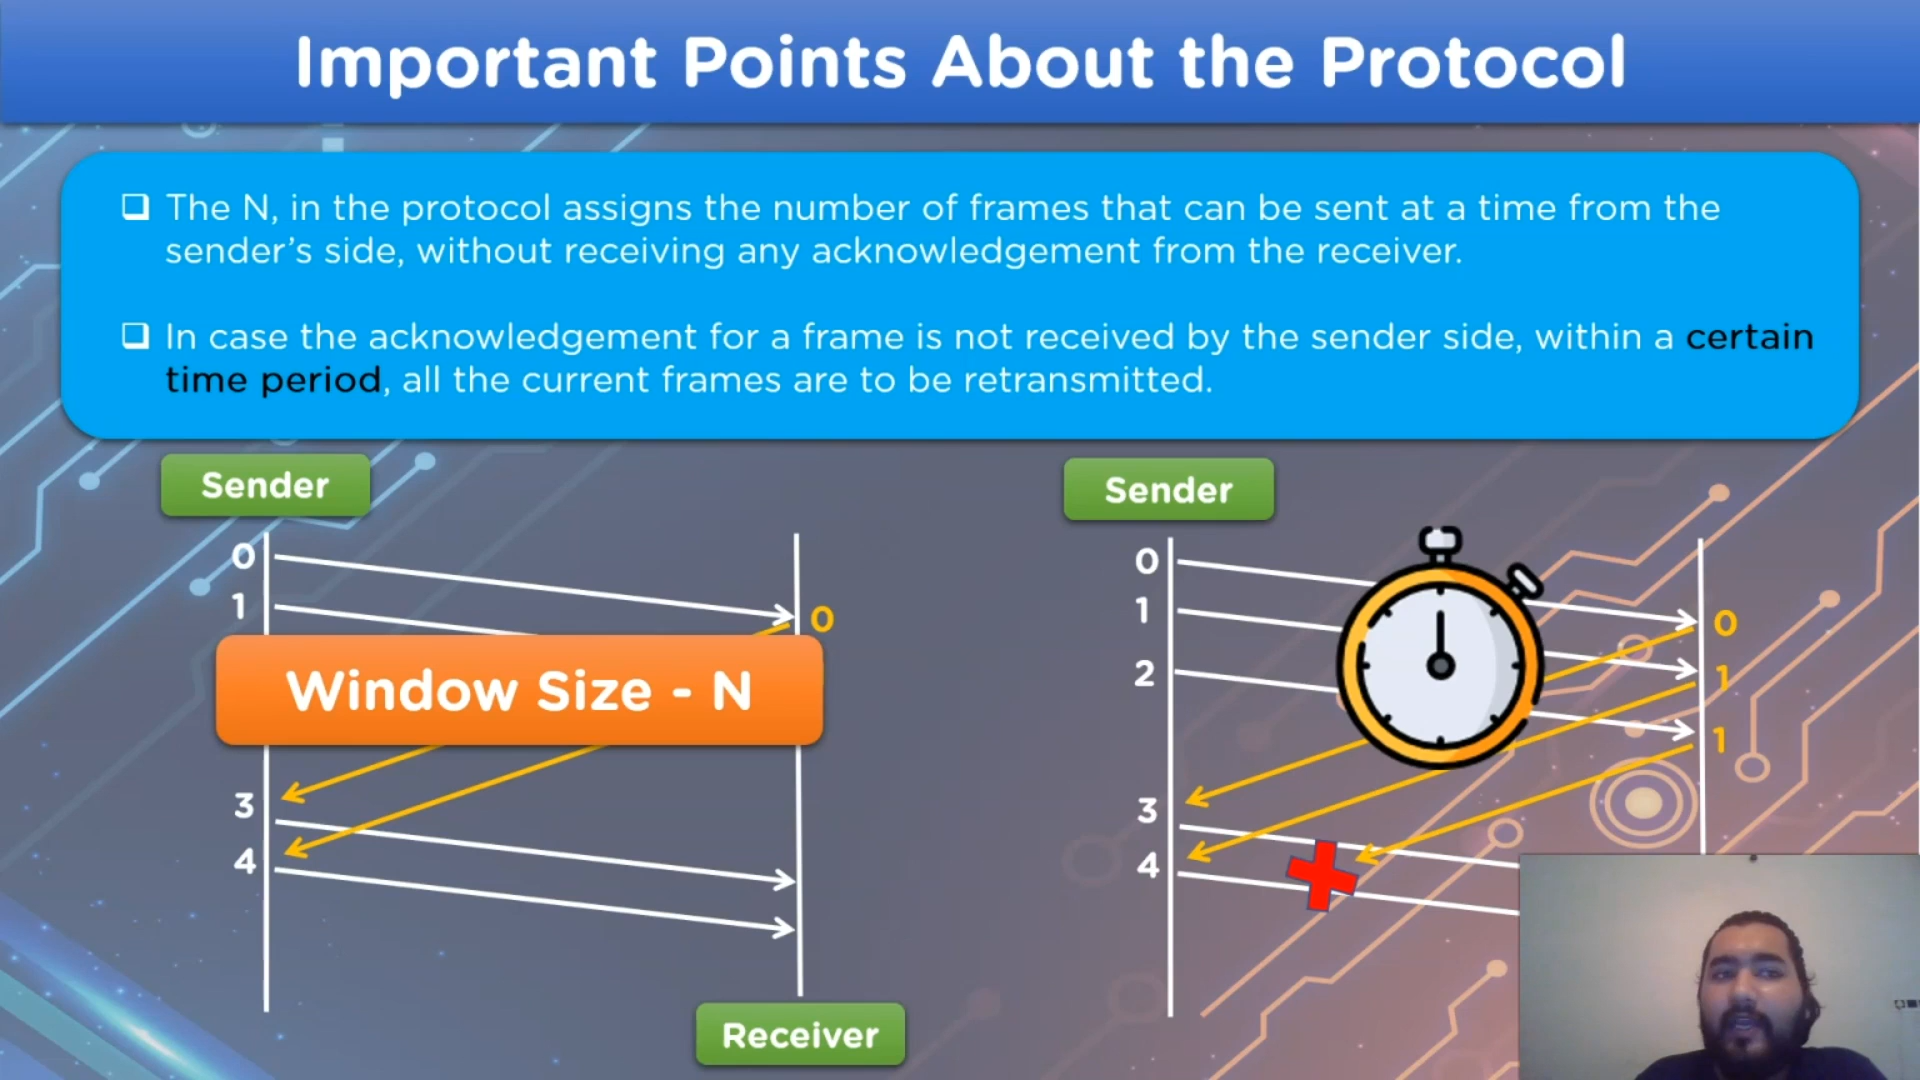 Important Points About the Protocol
The N, in the protocol assigns the number of frames that can be sent at a time from the
sender’s side, without receiving any acknowledgement from the receiver.
In case the acknowledgement for a frame is not received by the sender side, within a certain
time period, all the current frames are to be retransmitted.
Sender
0
1
0
Window Size - N
3
4
Receiver
Sender
0
1
2
0
1
1
3
4